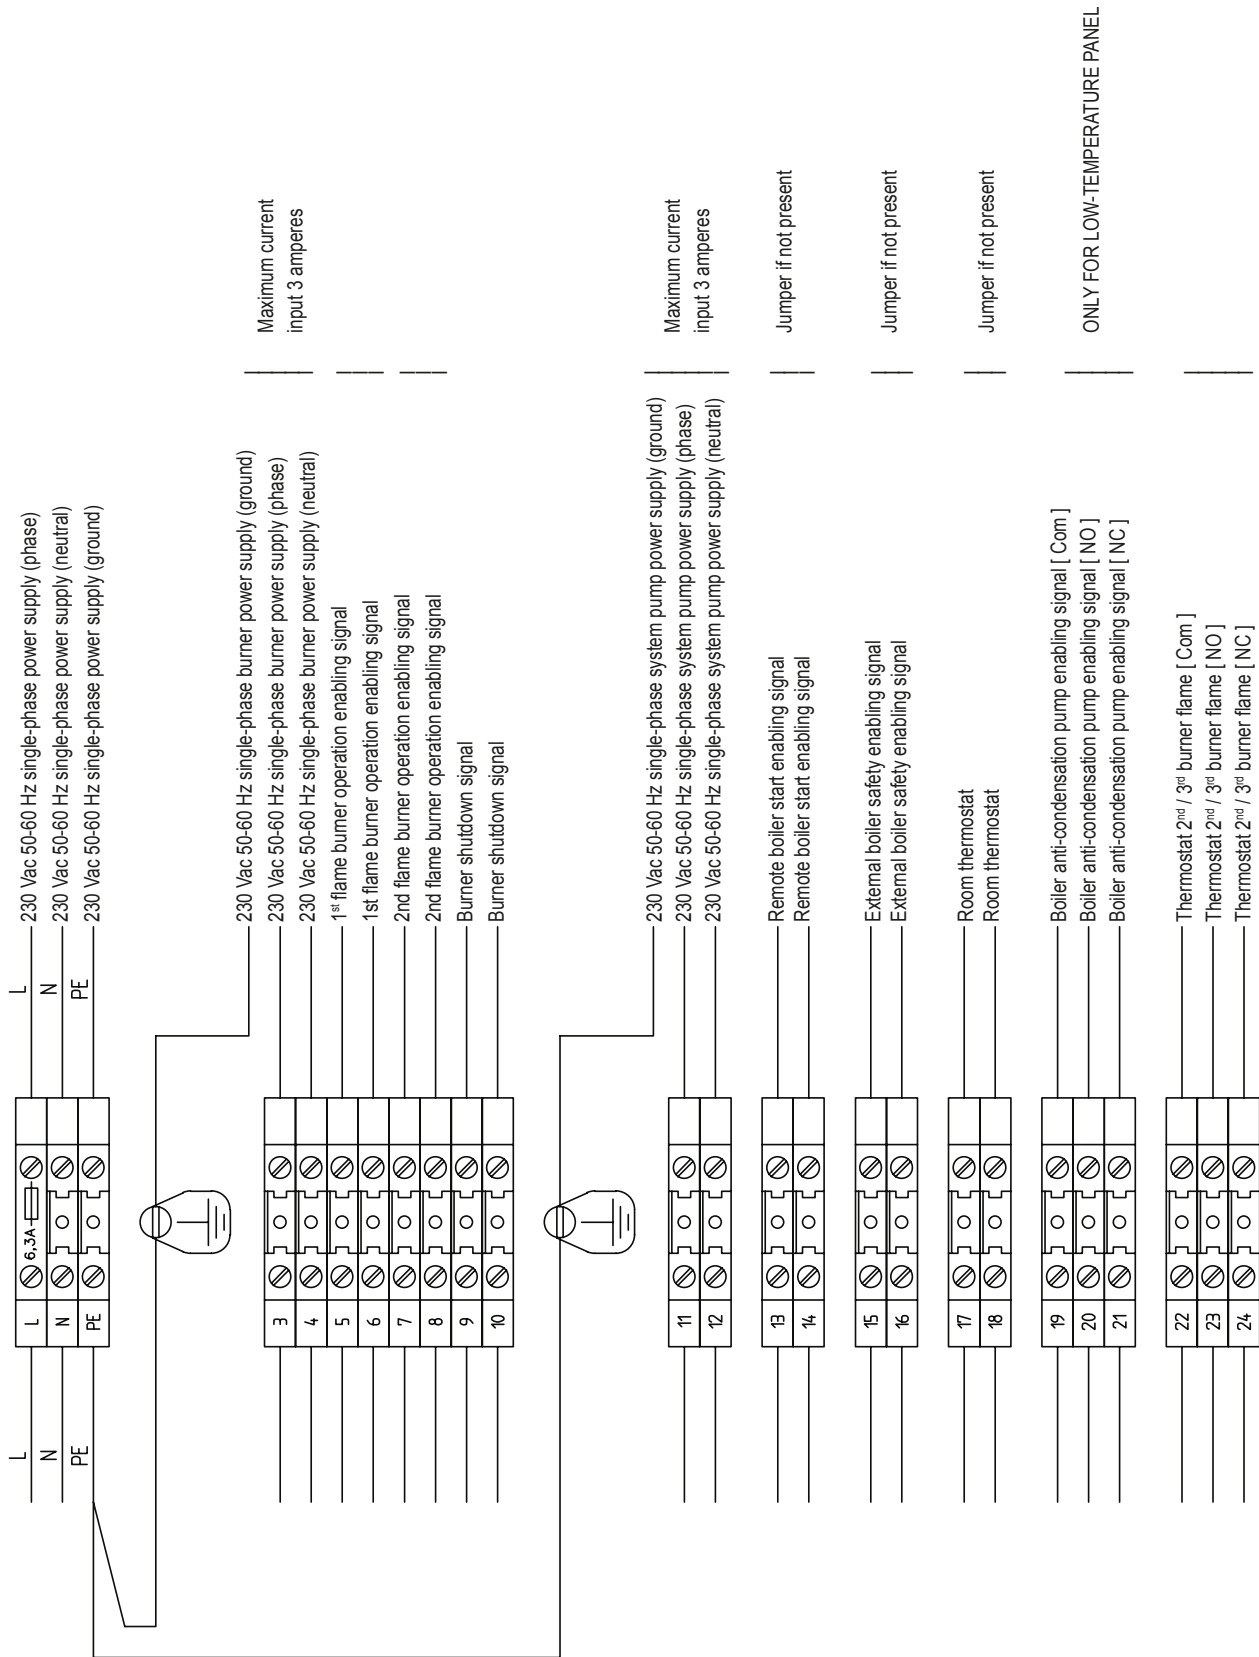 L
N
PE
L
6,3A
N
PE
L
N
PE
230 Vac 50-60 Hz single-phase power supply (phase)
230 Vac 50-60 Hz single-phase power supply (neutral)
230 Vac 50-60 Hz single-phase power supply (ground)
230 Vac 50-60 Hz single-phase burner power supply (ground)
3
230 Vac 50-60 Hz single-phase burner power supply (phase)
4
230 Vac 50-60 Hz single-phase burner power supply (neutral)
Maximum current
input 3 amperes
5
1st flame burner operation enabling signal
6
1st flame burner operation enabling signal
7
2nd flame burner operation enabling signal
8
2nd flame burner operation enabling signal
9
Burner shutdown signal
10
Burner shutdown signal
230 Vac 50-60 Hz single-phase system pump power supply (ground)
11
230 Vac 50-60 Hz single-phase system pump power supply (phase)
12
230 Vac 50-60 Hz single-phase system pump power supply (neutral)
Maximum current
input 3 amperes
13
Remote boiler start enabling signal
14
Remote boiler start enabling signal
Jumper if not present
15
External boiler safety enabling signal
16
External boiler safety enabling signal
Jumper if not present
17
Room thermostat
18
Room thermostat
Jumper if not present
19
Boiler anti-condensation pump enabling signal [ Com ]
20
Boiler anti-condensation pump enabling signal [ NO ]
21
Boiler anti-condensation pump enabling signal [ NC ]
ONLY FOR LOW-TEMPERATURE PANEL
22
Thermostat 2nd / 3rd burner flame [ Com ]
23
Thermostat 2nd / 3rd burner flame [ NO ]
24
Thermostat 2nd / 3rd burner flame [ NC ]